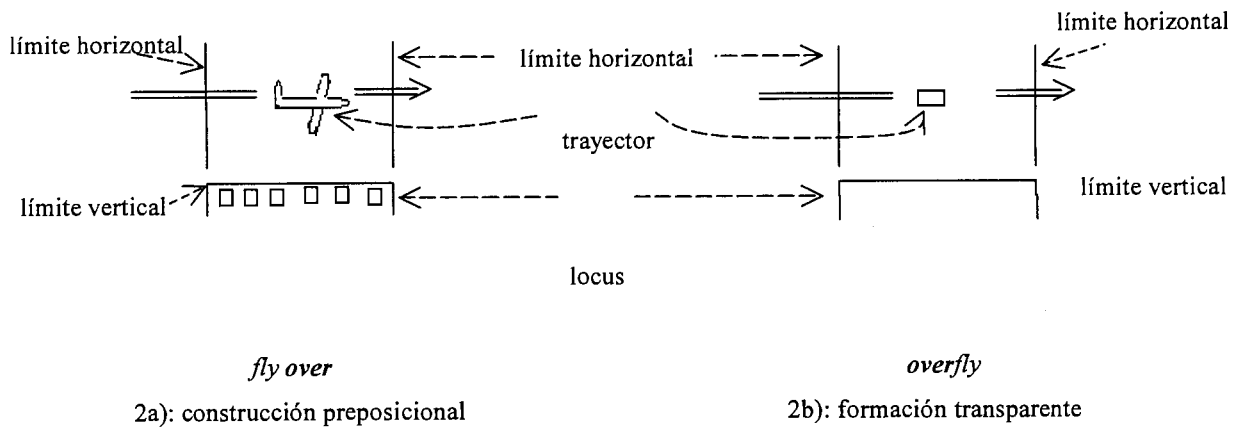 límite horizontal
límite horizontal
límite horizontal
trayector
límite vertical
límite vertical
locus
fly over
overfly
2a): construcción preposicional
2b): formación transparente